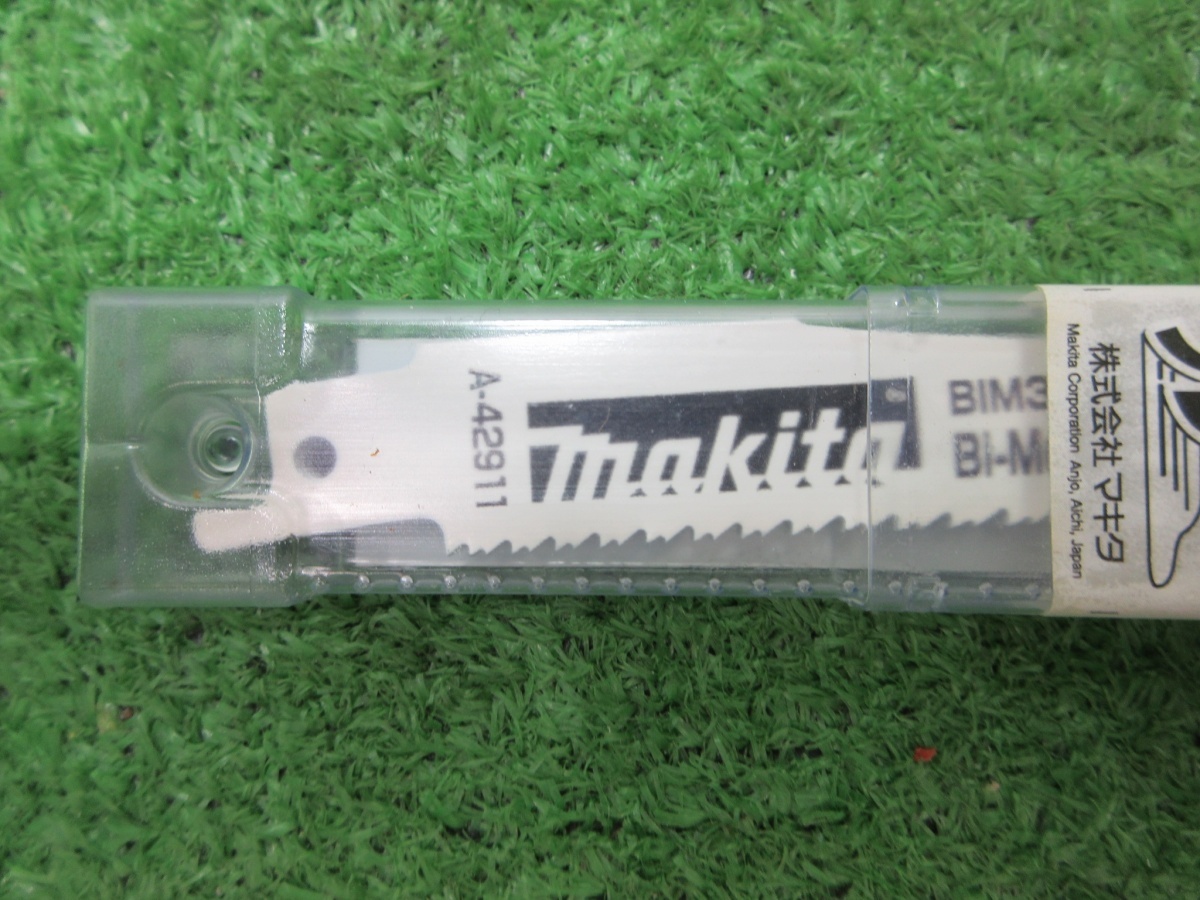 A-42911
makita
BIM3
Bi-M
株式会社 マキタ
Makita Corporation Anjo, Aichi, Japan